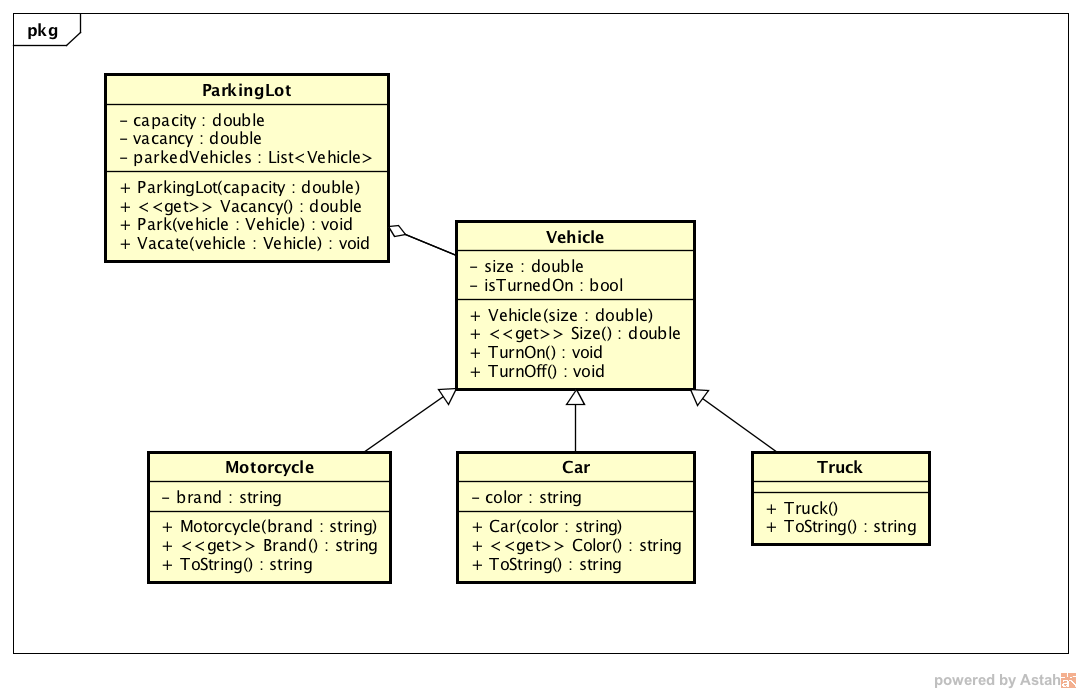 pkg
ParkingLot
- capacity : double
- vacancy : double
- parkedVehicles : List<Vehicle>
+ ParkingLot(capacity : double)
+ <<get>> Vacancy() : double
+ Park(vehicle : Vehicle) : void
+ Vacate(vehicle : Vehicle) : void
Vehicle
- size : double
- isTurnedOn : bool
+ Vehicle(size : double)
+ <<get>> Size() : double
+ TurnOn() : void
+ TurnOff() : void
Motorcycle
- brand : string
+ Motorcycle(brand : string)
+ <<get>> Brand() : string
+ ToString() : string
Car
- color : string
+ Car(color : string)
+ <<get>> Color() : string
+ ToString() : string
Truck
+ Truck()
+ ToString() : string
powered by Astah